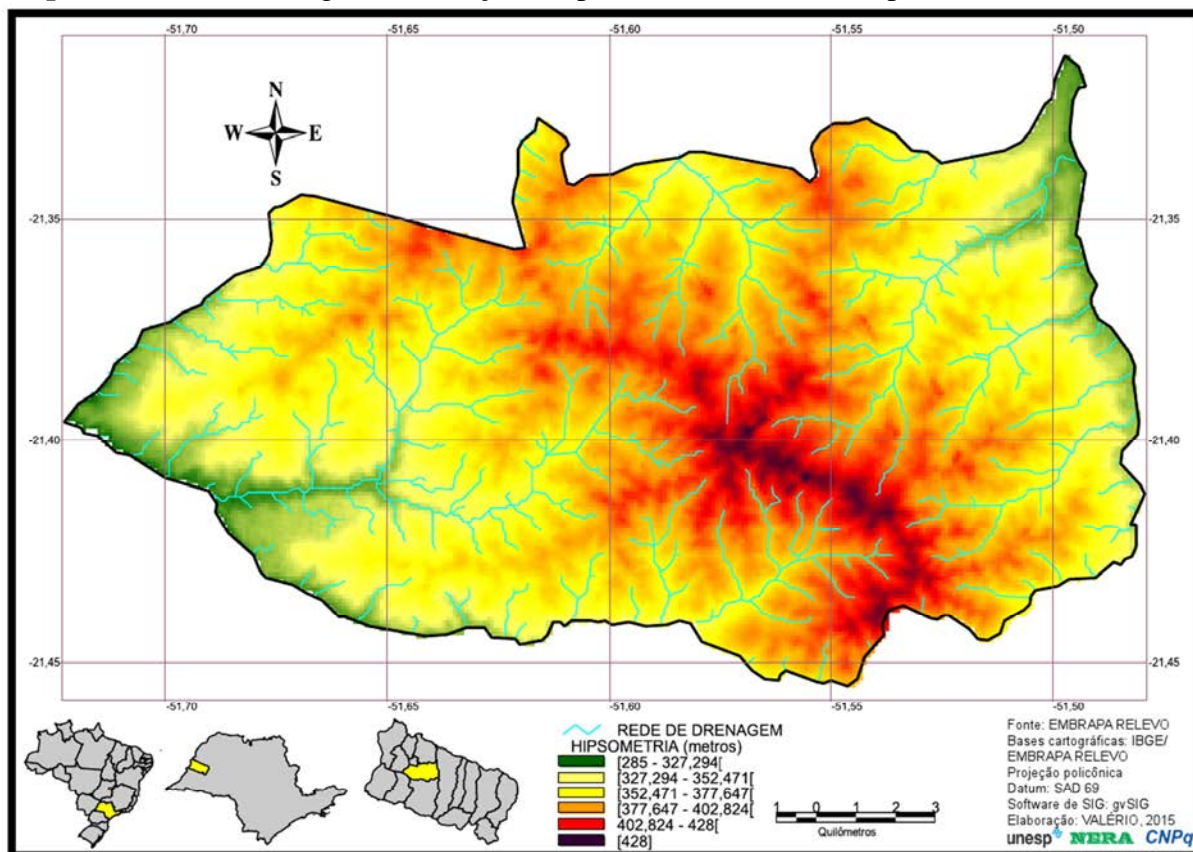 -51,70 -51,65 -51,60 -51,55 -51,50
N
W E
S
-21,35 -21,35
-21,40 -21,40
-21,45 -21,45
-51,70 -51,65 -51,60 -51,55 -51,50
REDE DE DRENAGEM
HIPSOMETRIA (metros)
[285 - 327,294[
[327,294 - 352,471[
[352,471 - 377,647[
[377,647 - 402,824[
402,824 - 428[
[428]
1 0 1 2 3
Quilômetros
Fonte: EMBRAPA RELEVO
Bases cartográficas: IBGE/
EMBRAPA RELEVO
Projeção policônica
Datum: SAD 69
Software de SIG: gvSIG
Elaboração: VALÉRIO, 2015
unesp NERA CNPq